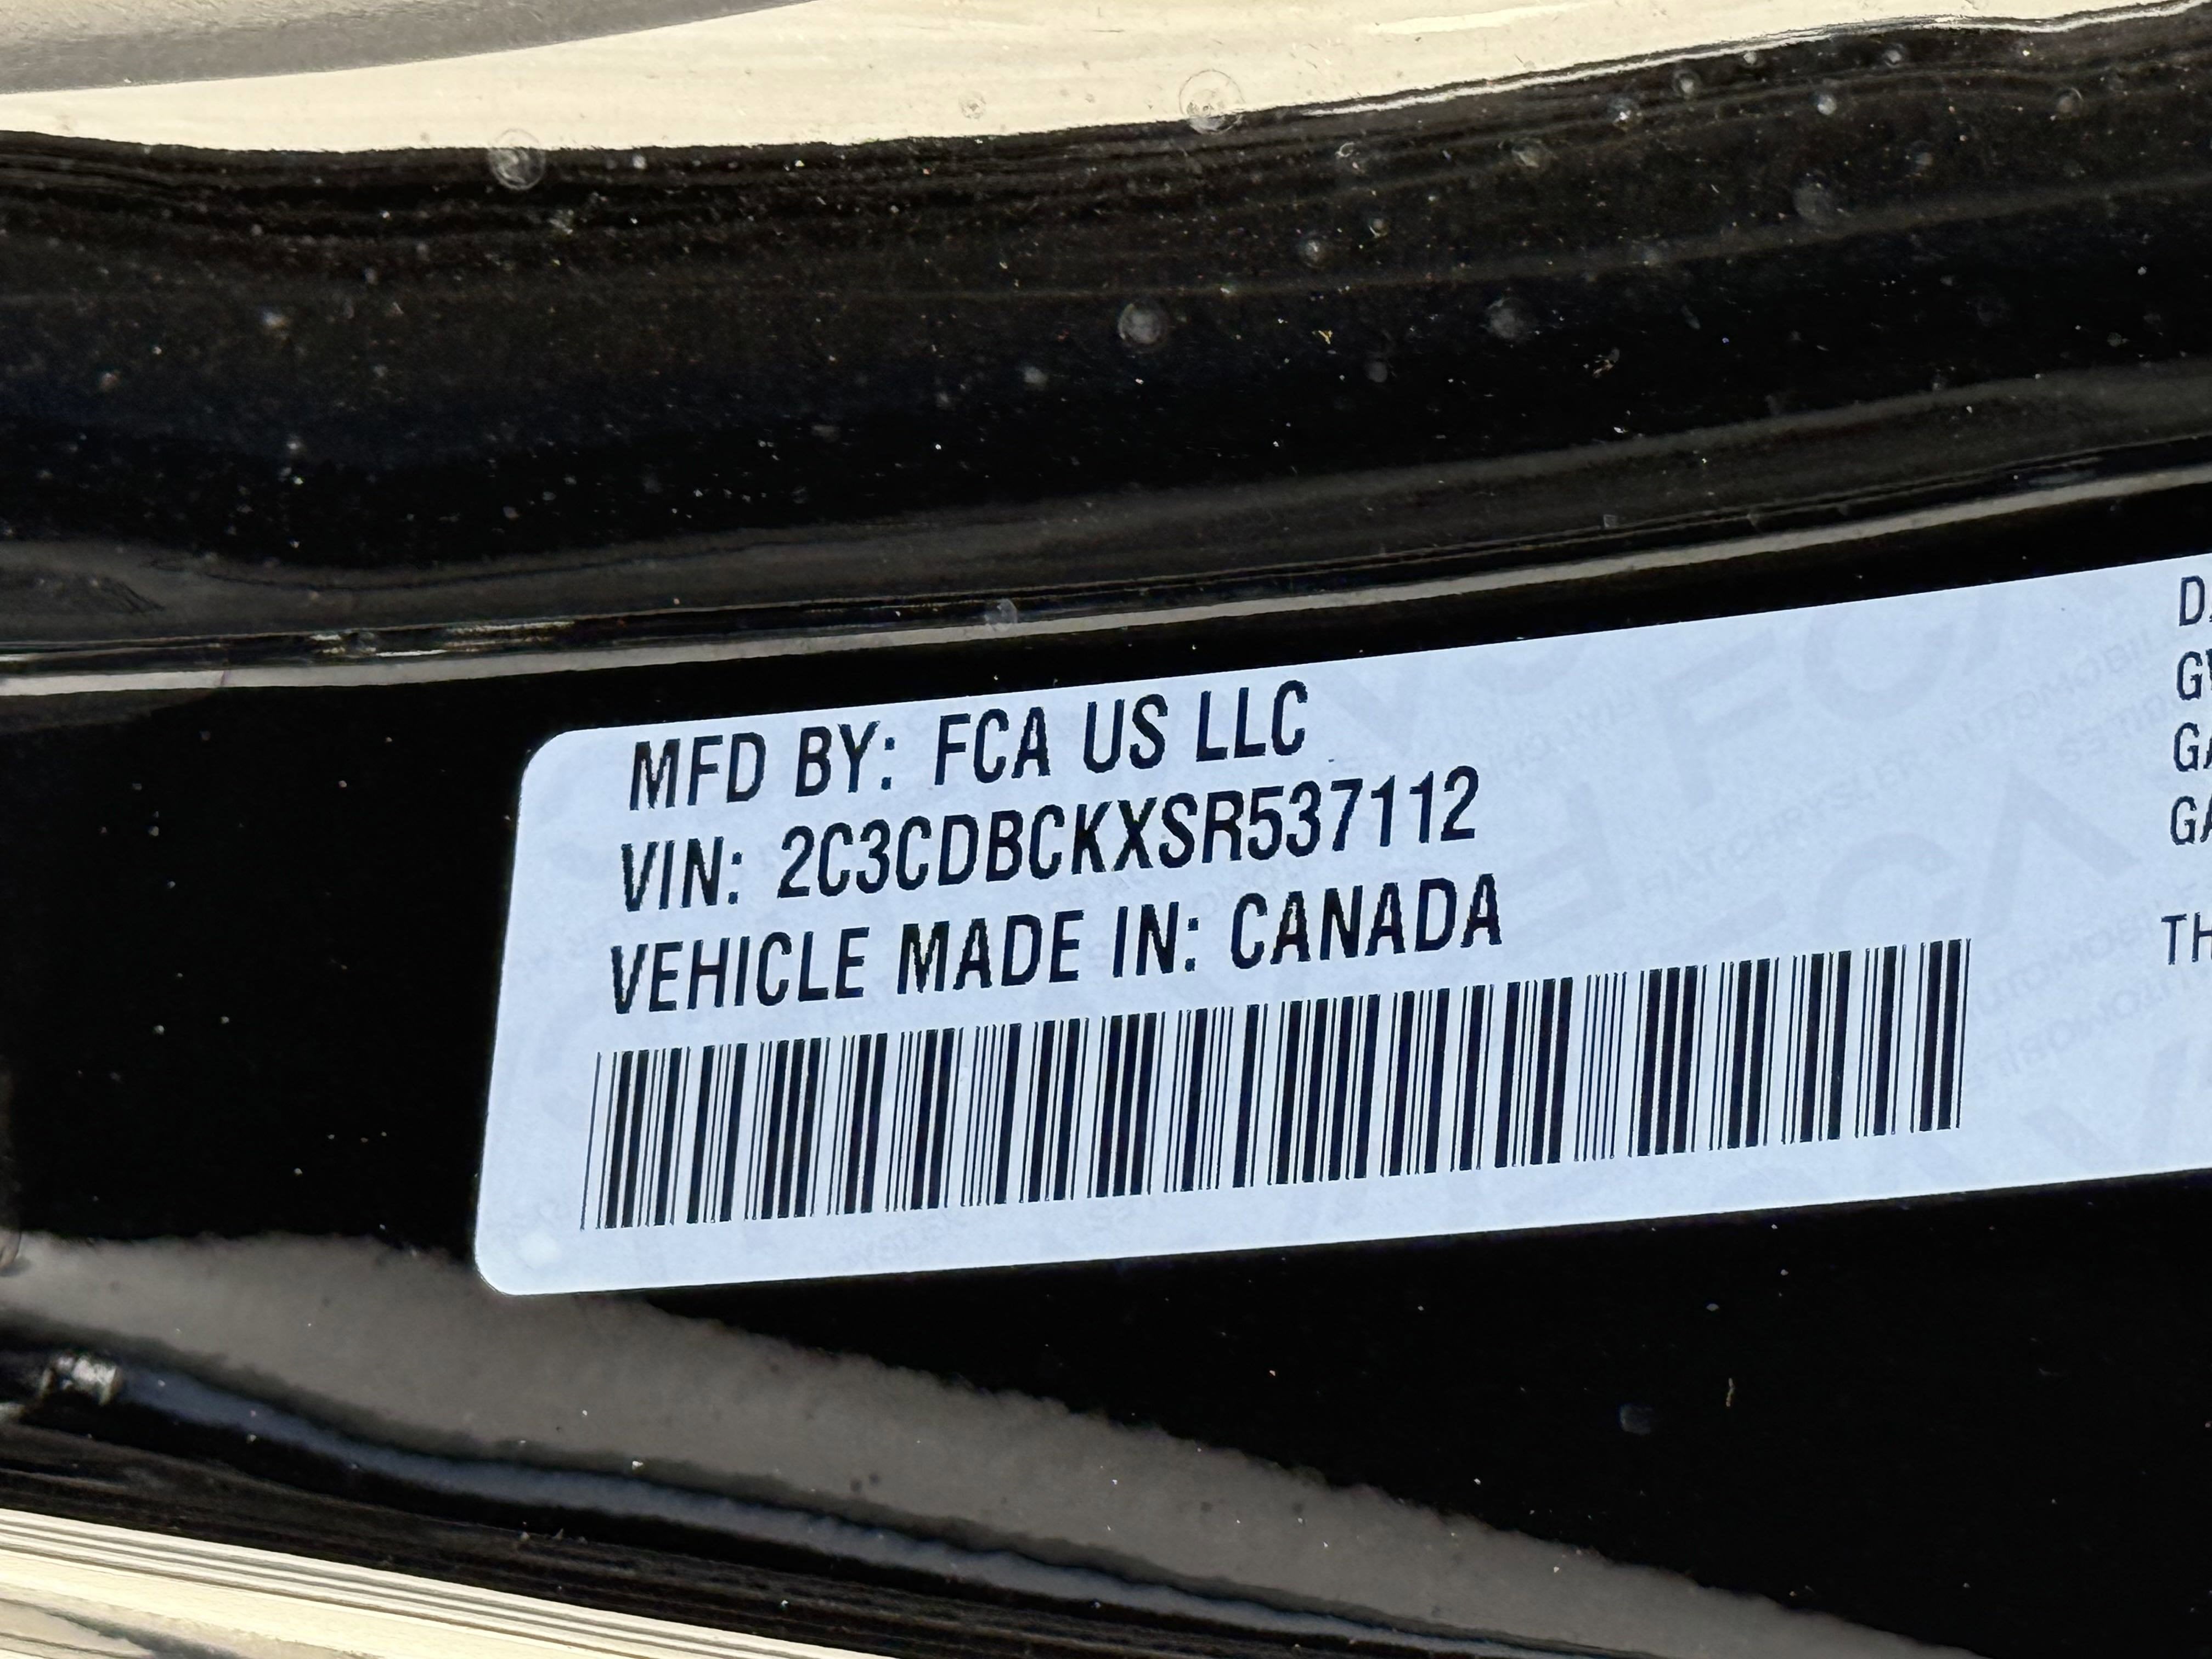 MFD BY: FCA US LLC
VIN: 2C3CDBCKXSR537112
VEHICLE MADE IN: CANADA